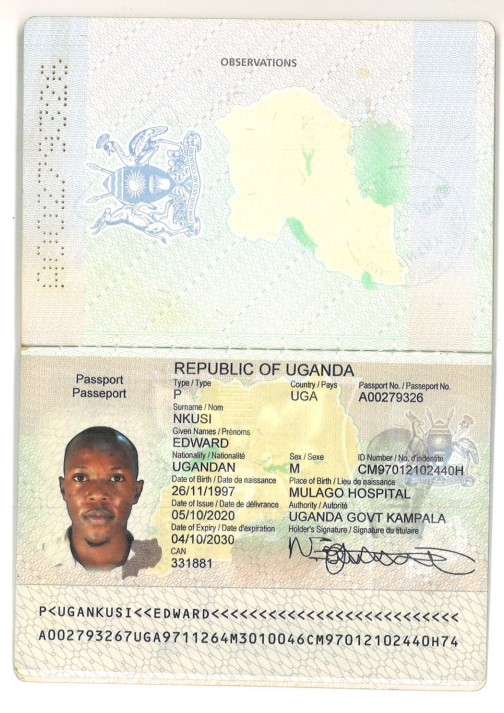 OBSERVATIONS
REPUBLIC OF UGANDA
Passport
Passeport
Type / Type
Country / Pays
Passport No. / Passeport No.
P
UGA
A00279326
Surname / Nom
NKUSI
Given Names / Prénoms
EDWARD
Nationality / Nationalité
Sex / Sexe
ID Number / No. d'indentite
UGANDAN
M
CM97012102440H
Date of Birth / Date de naissance
Place of Birth / Lieu de naissance
26/11/1997
MULAGO HOSPITAL
Date of Issue / Date de délivrance
Authority / Autorité
05/10/2020
UGANDA GOVT KAMPALA
Date of Expiry / Date d'expiration
Holder's Signature / Signature du titulaire
04/10/2030
CAN
331881
P<UGANKUSI<<EDWARD<<<<<<<<<<<<<<<<<<<<<<<<<<
A002793267UGA9711264M3010046CM97012102440H74